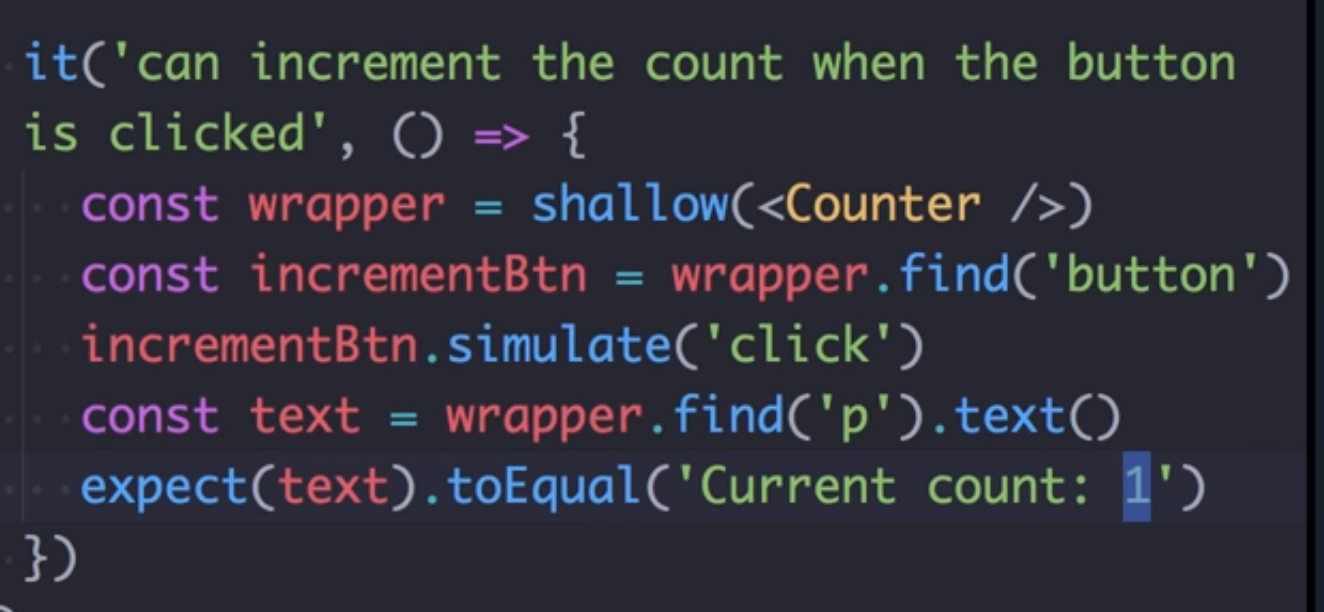 it('can increment the count when the button
is clicked', () => {
const wrapper = shallow(<Counter />)
const incrementBtn = wrapper.find('button')
incrementBtn.simulate('click')
const text = wrapper.find('p').text()
expect(text).toEqual('Current count: 1')
})